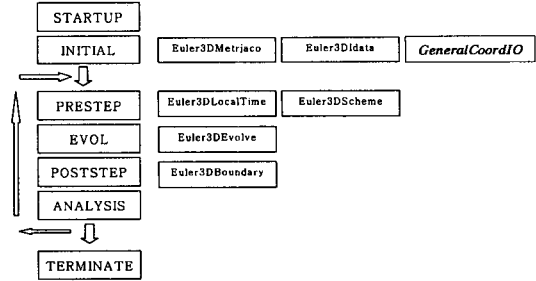 STARTUP
INITIAL Euler3DMetrjaco Euler3DIdata GeneralCoordIO
PRESTEP Euler3DLocalTime Euler3DScheme
EVOL Euler3DEvolve
POSTSTEP Euler3DBoundary
ANALYSIS
TERMINATE